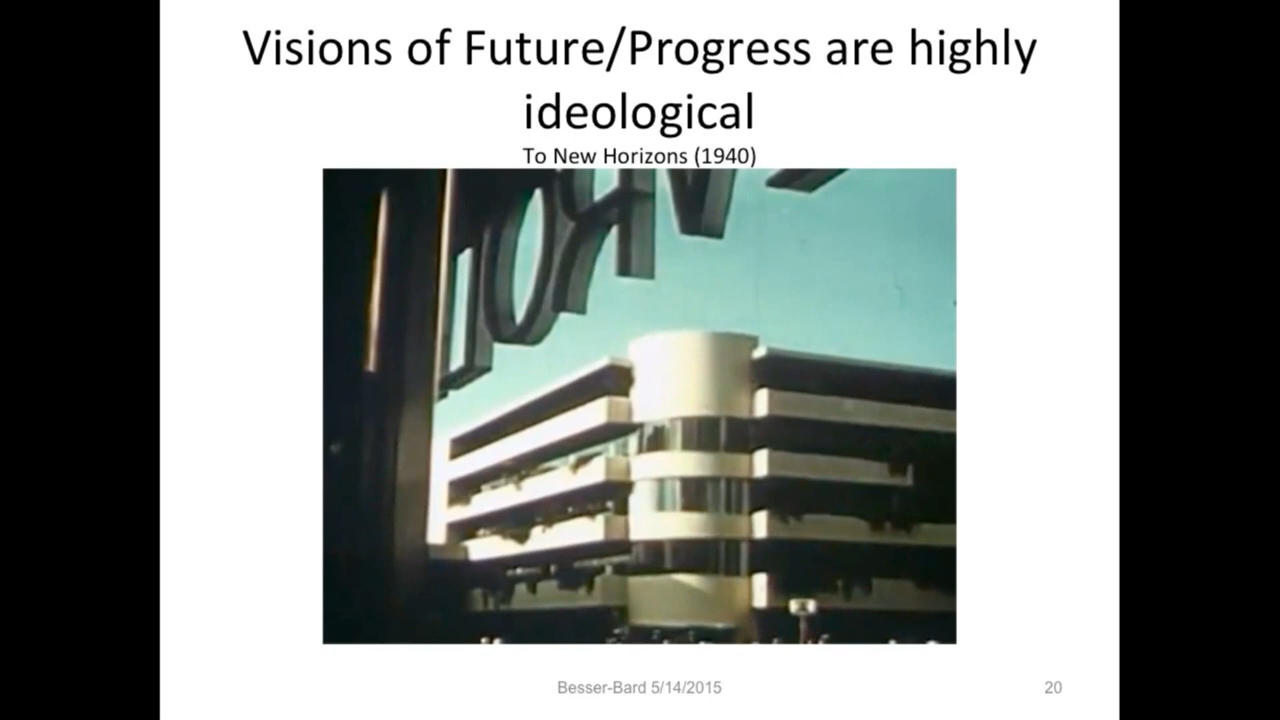 Visions of Future/Progress are highly
ideological
To New Horizons (1940)
Besser-Bard 5/14/2015
20